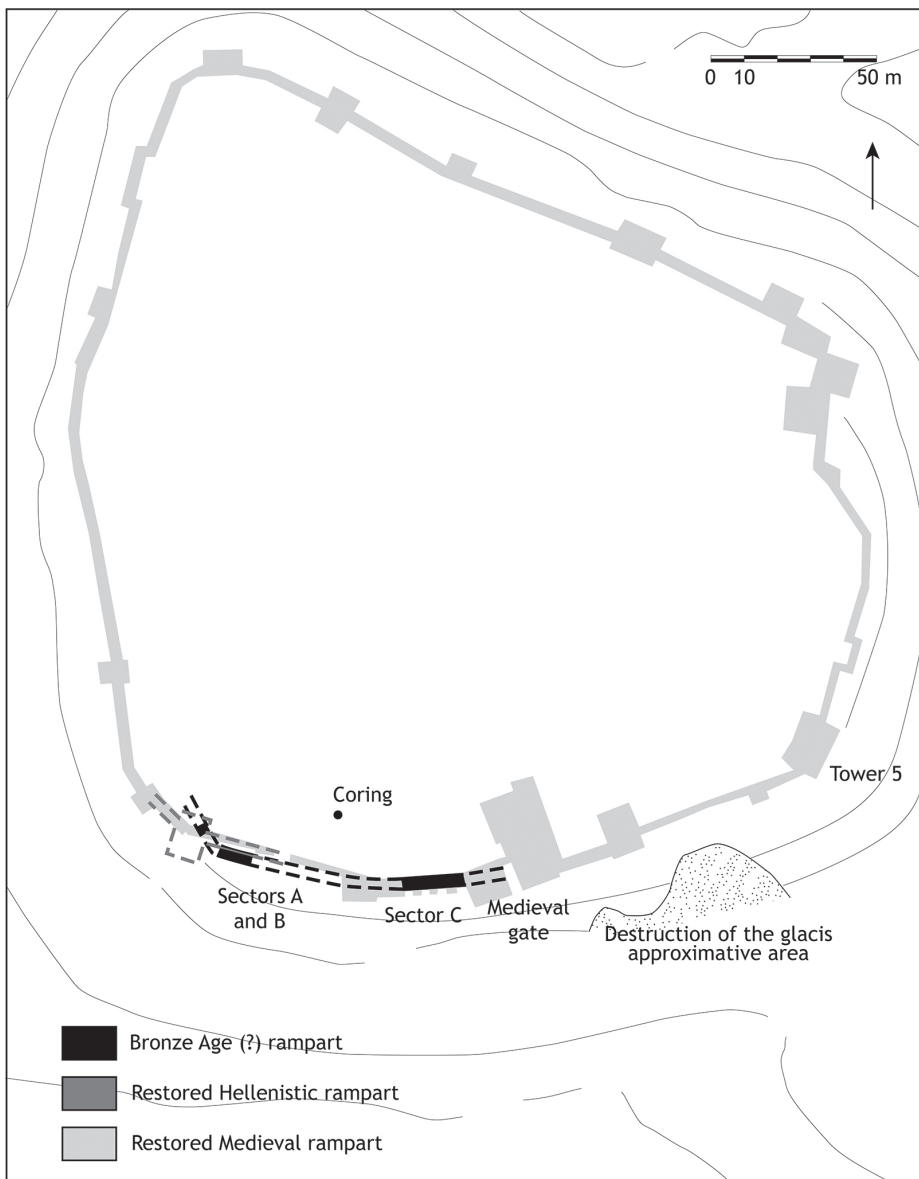 0 10 50 m
Coring
Tower 5
Sectors A
and B
Sector C
Medieval
gate
Destruction of the glacis
approximative area
Bronze Age (?) rampart
Restored Hellenistic rampart
Restored Medieval rampart